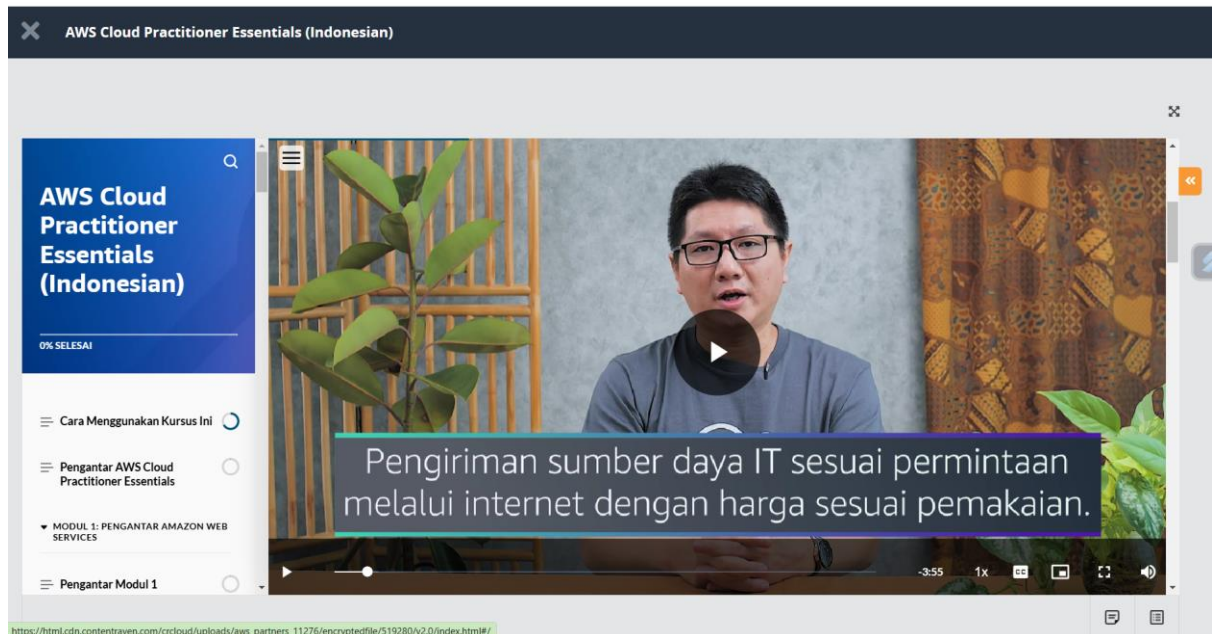 AWS Cloud Practitioner Essentials (Indonesian)
AWS Cloud
Practitioner
Essentials
(Indonesian)
0% SELESAI
Cara Menggunakan Kursus Ini
Pengantar AWS Cloud
Practitioner Essentials
MODUL 1: PENGANTAR AMAZON WEB
SERVICES
Pengantar Modul 1
Pengiriman sumber daya IT sesuai permintaan
melalui internet dengan harga sesuai pemakaian.
-3:55 1x CC
https://html.cdn.contentraven.com/crcloud/uploads/aws_partners_11276/encryptedfile/519280/v2.0/index.html#/